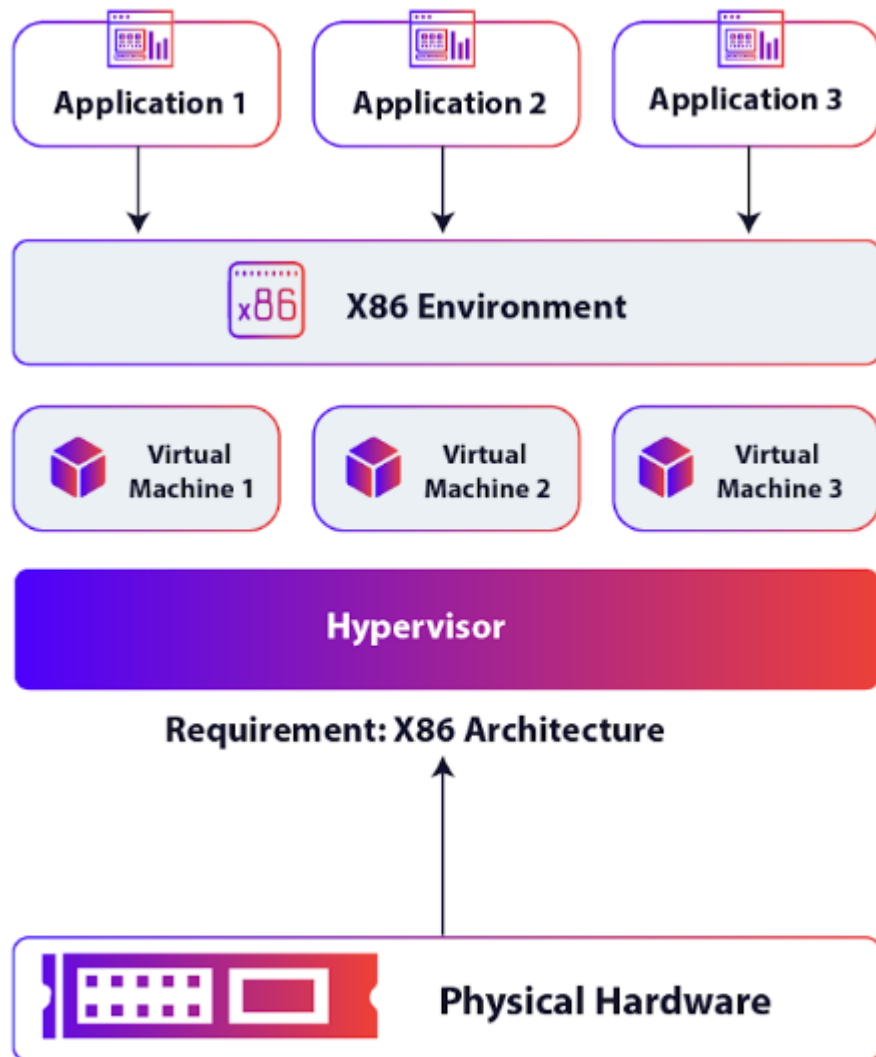 Application 1
Application 2
Application 3
x86
X86 Environment
Virtual
Machine 1
Virtual
Machine 2
Virtual
Machine 3
Hypervisor
Requirement: X86 Architecture
Physical Hardware